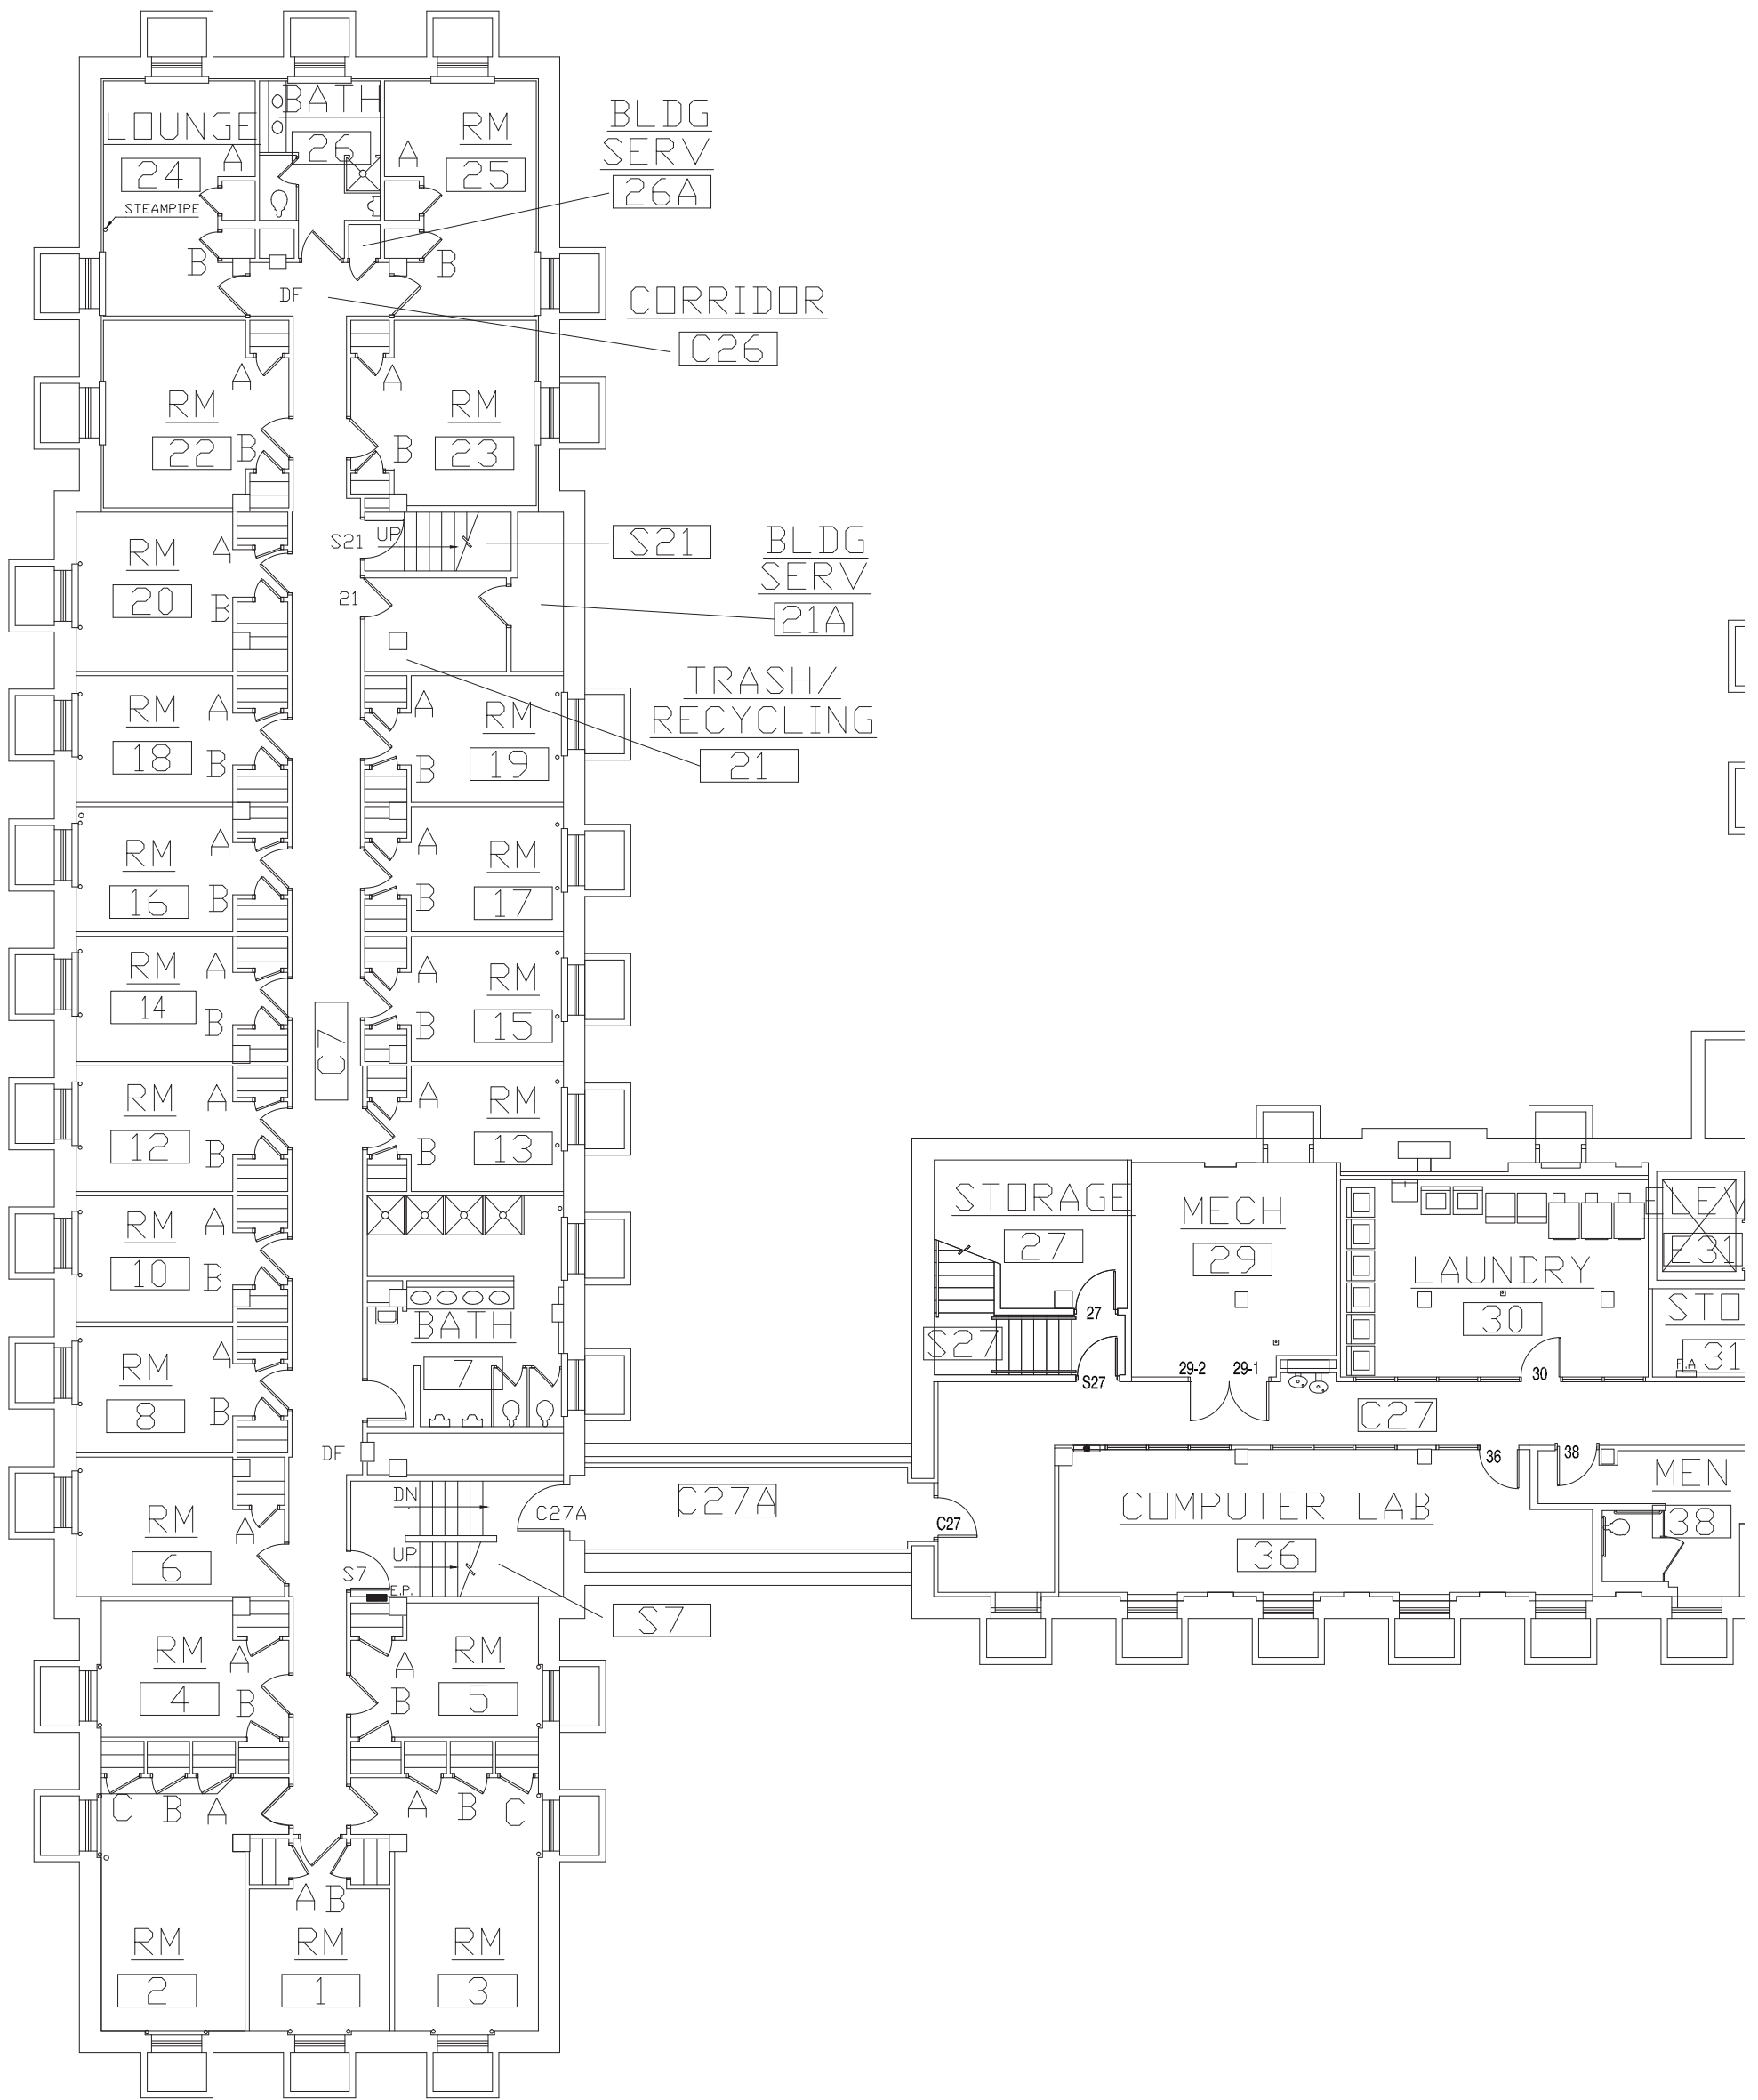 LOUNGE
24
A
STEAMPIPE
B
BATH
26
RM
25
A
B
BLDG
SERV
26A
DF
CORRIDOR
C26
A
RM
22
B
A
RM
23
B
RM
20
A
B
S21
UP
S21
21
BLDG
SERV
21A
TRASH/
RECYCLING
21
RM
18
A
B
A
RM
19
B
RM
16
A
B
A
RM
17
B
RM
14
A
B
A
RM
15
B
C7
RM
12
A
B
A
RM
13
B
RM
10
A
B
BATH
7
RM
8
A
B
DF
RM
6
A
DN
UP
S7
E.P.
C27A
S7
C27A
C27
RM
4
A
B
A
B
RM
5
C B A
A B C
A B
RM
2
RM
1
RM
3
STORAGE
27
27
S27
S27
MECH
29
29-2
29-1
LAUNDRY
30
30
ELEV
E31
STO
31
F.A.
C27
36
38
COMPUTER LAB
36
MEN
38